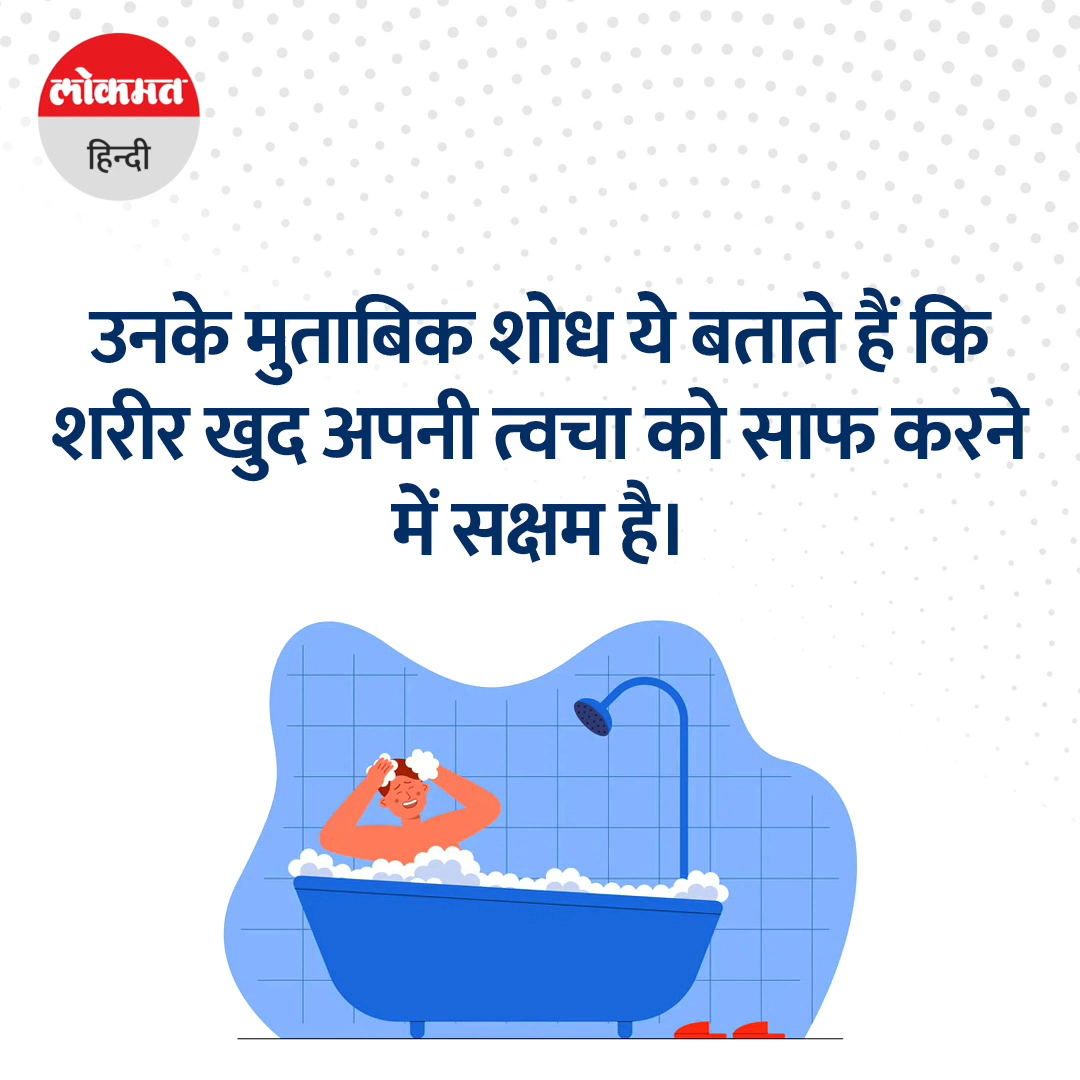 लोकमत
हिन्दी
उनके मुताबिक शोध ये बताते हैं कि
शरीर खुद अपनी त्वचा को साफ करने
में सक्षम है।